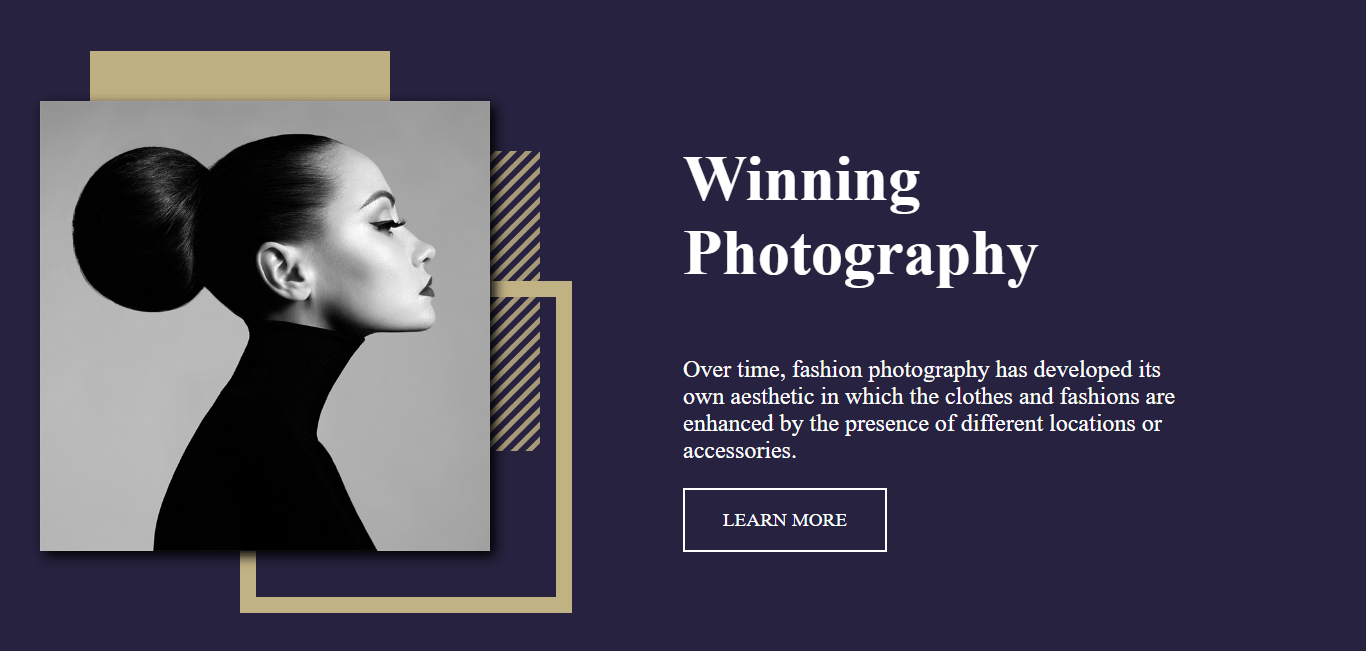 Winning
Photography
Over time, fashion photography has developed its
own aesthetic in which the clothes and fashions are
enhanced by the presence of different locations or
accessories.
LEARN MORE